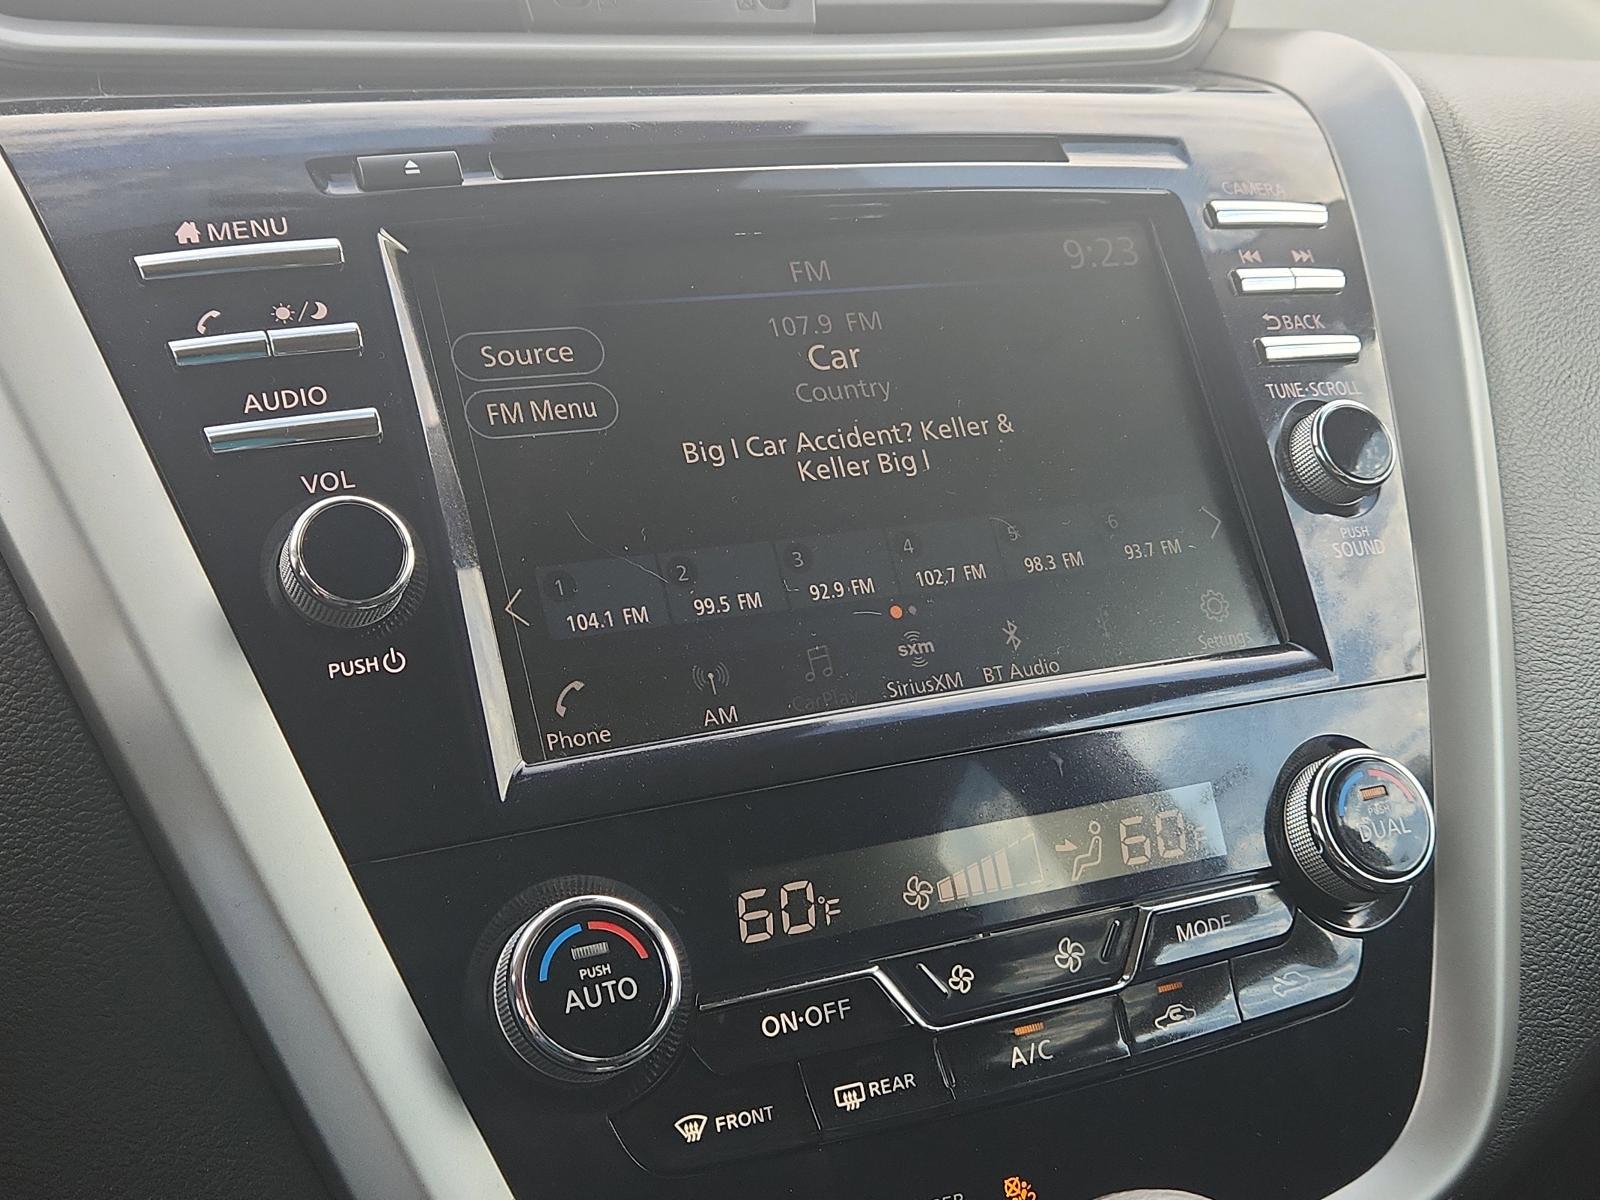 MENU
AUDIO
VOL
PUSH
CAMERA
BACK
TUNE·SCROLL
PUSH
SOUND
FM
9:23
Source
FM Menu
107.9 FM
Car
Country
Big I Car Accident? Keller &
Keller Big I
1 2 3 4 5 6
104.1 FM 99.5 FM 92.9 FM 102.7 FM 98.3 FM 93.7 FM
sxm
Phone AM CarPlay SiriusXM BT Audio Settings
60°F 60°F
PUSH
AUTO
PUSH
DUAL
ON·OFF
MODE
A/C
FRONT
REAR